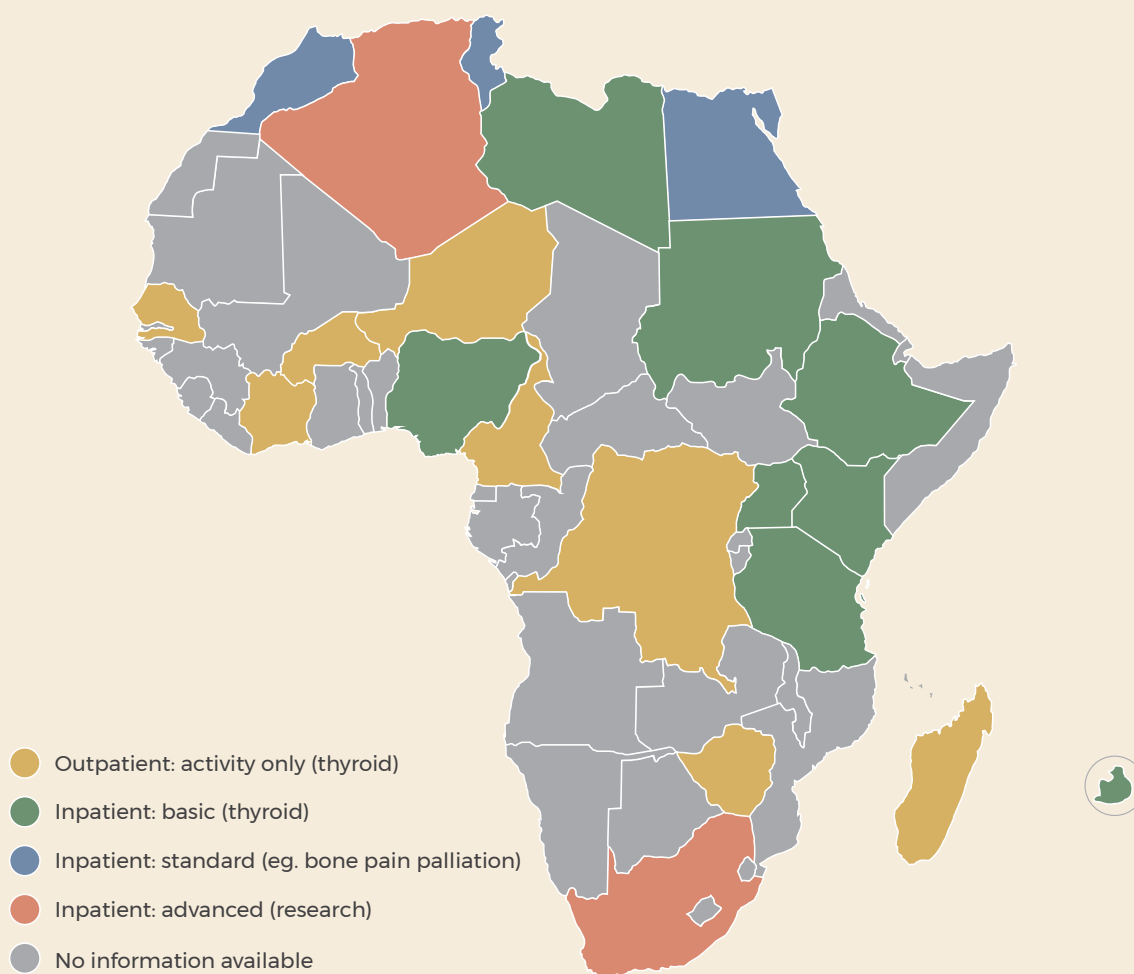 Outpatient: activity only (thyroid)
Inpatient: basic (thyroid)
Inpatient: standard (eg. bone pain palliation)
Inpatient: advanced (research)
No information available